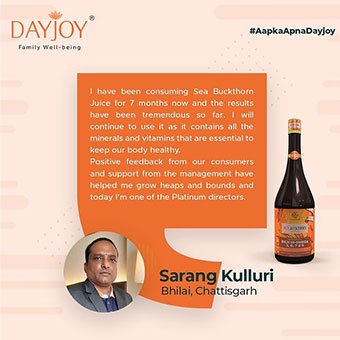 DAYJOY®
Family Well-being
#AapkaApnaDayjoy
I have been consuming Sea Buckthorn
Juice for 7 months now and the results
have been tremendous so far. I will
continue to use it as it contains all the
minerals and vitamins that are essential to
keep our body healthy.
Positive feedback from our consumers
and support from the management have
helped me grow heaps and bounds and
today I'm one of the Platinum directors.
Sarang Kulluri
Bhilai, Chattisgarh